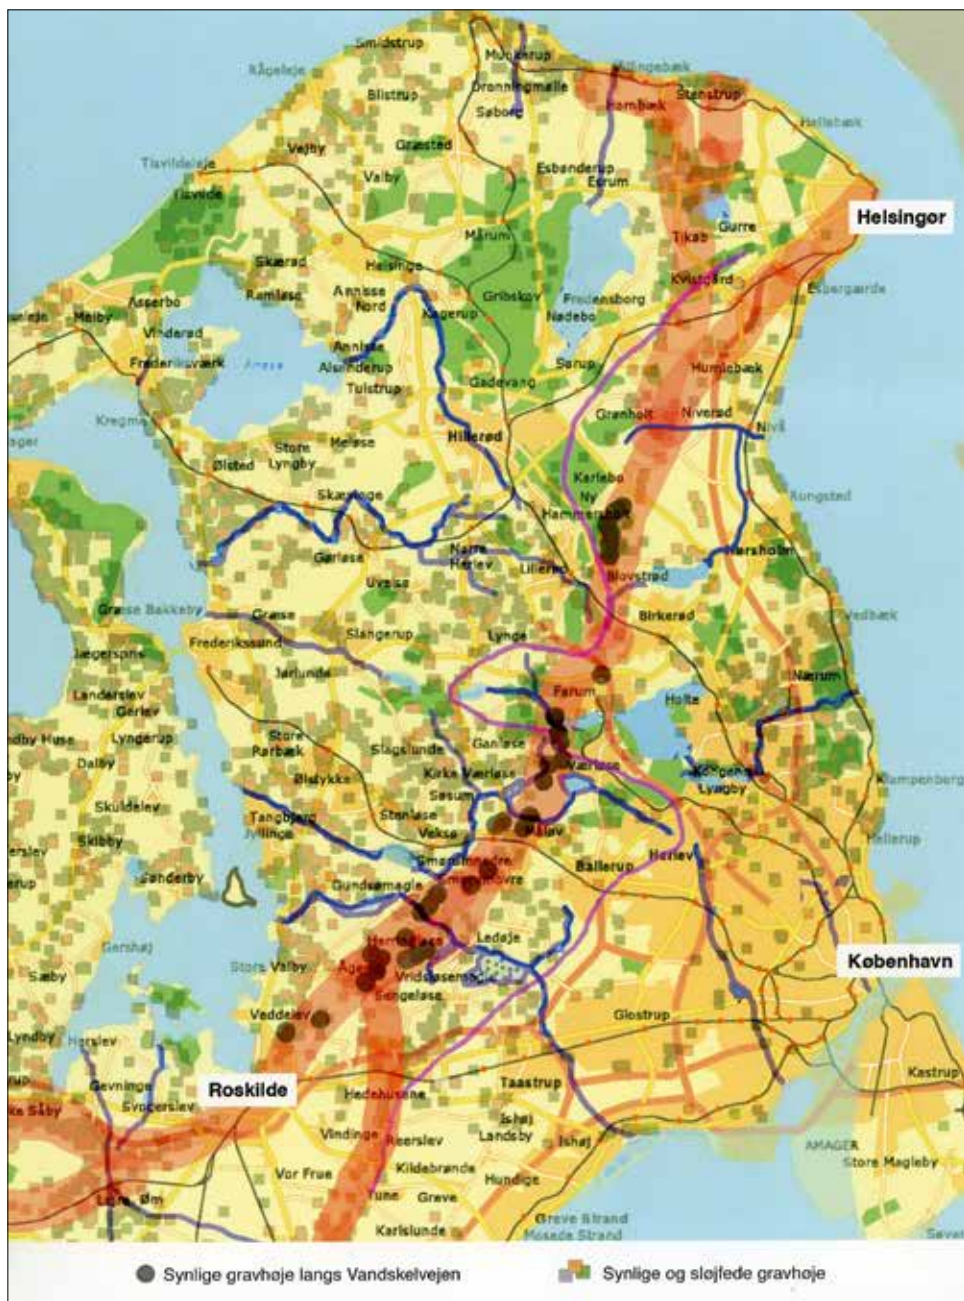 Smidstrup
Munkerup
Rågeleje
Villingebæk
Dronningmølle
Blistrup
Hornbæk
Stenstrup
Søborg
Hellebæk
Græsted
Vejby
Tisvildeleje
Esbønderup
Valby
Esrum
Tisvilde
Helsingør
Gurre
Mårum
Tikøb
Skærød
Helsinge
Kvistgård
Ramløse
Annisse
Nord
Gribskov
Fredensborg
Espergærde
Asserbo
Kagerup
Nødebo
Melby
Vinderød
Annisse
Frederiksværk
Arresø
Alsønderup
Sørup
Humlebæk
Tulstrup
Gadevang
Kregme
Grønholt
Niverød
Nivå
Hillerød
Meløse
Store
Lyngby
Ølsted
Karlebo
Skævinge
Ny
Hammersholt
Rungsted
Gørløse
Nørre
Herlev
Lillerød
Hørsholm
Uvelse
Blovstrød
Græse Bakkeby
Græse
Birkerød
Vedbæk
Frederikssund
Slangerup
Lynge
Jægerspris
Jørlunde
Nærum
Landerslev
Gerlev
Farum
Holte
Store
Rørbæk
Lyngerup
Slagslunde
Ganløse
Dalby
Ølstykke
Kirke Værløse
Værløse
Kongens
Lyngby
Klampenborg
Skuldelev
Søsum
Tangbjerg
Stenløse
Jyllinge
Veksø
Måløv
Hellerup
Skibby
Herlev
Smørumnedre
Ballerup
Sønderby
Gundsømagle
Gershøj
Ledøje
København
Store Valby
Sæby
Vridsløsemagle
Sengeløse
Veddelev
Glostrup
Lyndby
Herslev
Gevninge
Roskilde
Taastrup
Kastrup
Hedehusene
Svogerslev
Ishøj
Landsby
Vindinge
Reerslev
Ishøj
AMAGER
Kildebrønde
Store Magleby
Vor Frue
Hundige
Tune
Greve
Karlslunde
Greve Strand
Mosede Strand
Synlige gravhøje langs Vandskelvejen
Synlige og sløjfede gravhøje